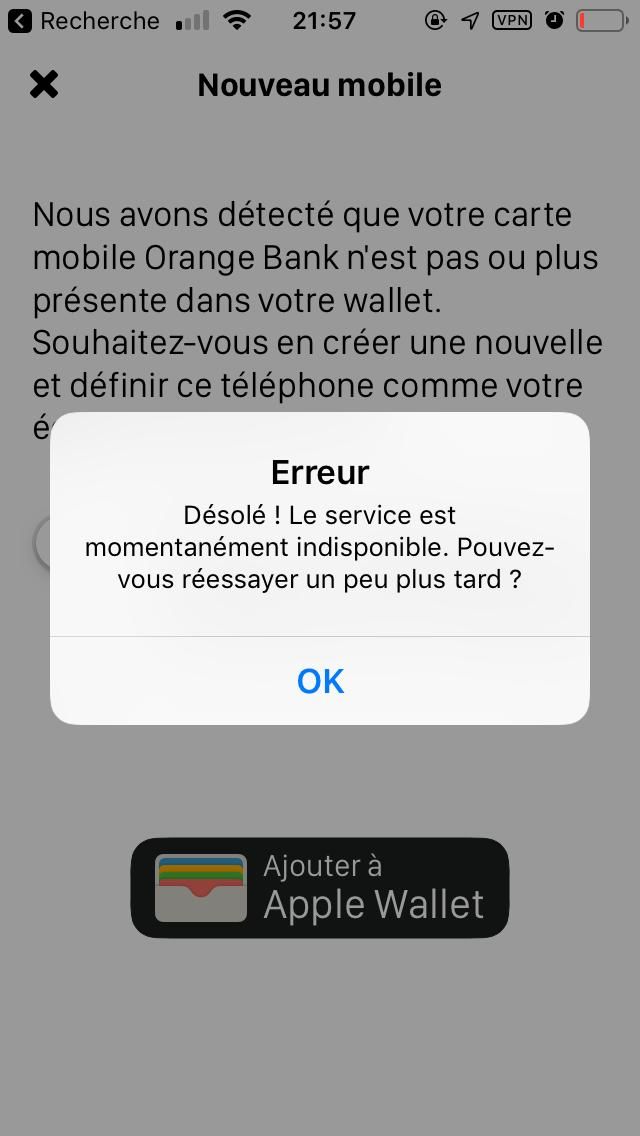 Recherche 21:57 VPN
Nouveau mobile
Nous avons détecté que votre carte
mobile Orange Bank n'est pas ou plus
présente dans votre wallet.
Souhaitez-vous en créer une nouvelle
et définir ce téléphone comme votre
Erreur
Désolé ! Le service est
momentanément indisponible. Pouvez-
vous réessayer un peu plus tard ?
OK
Ajouter à
Apple Wallet